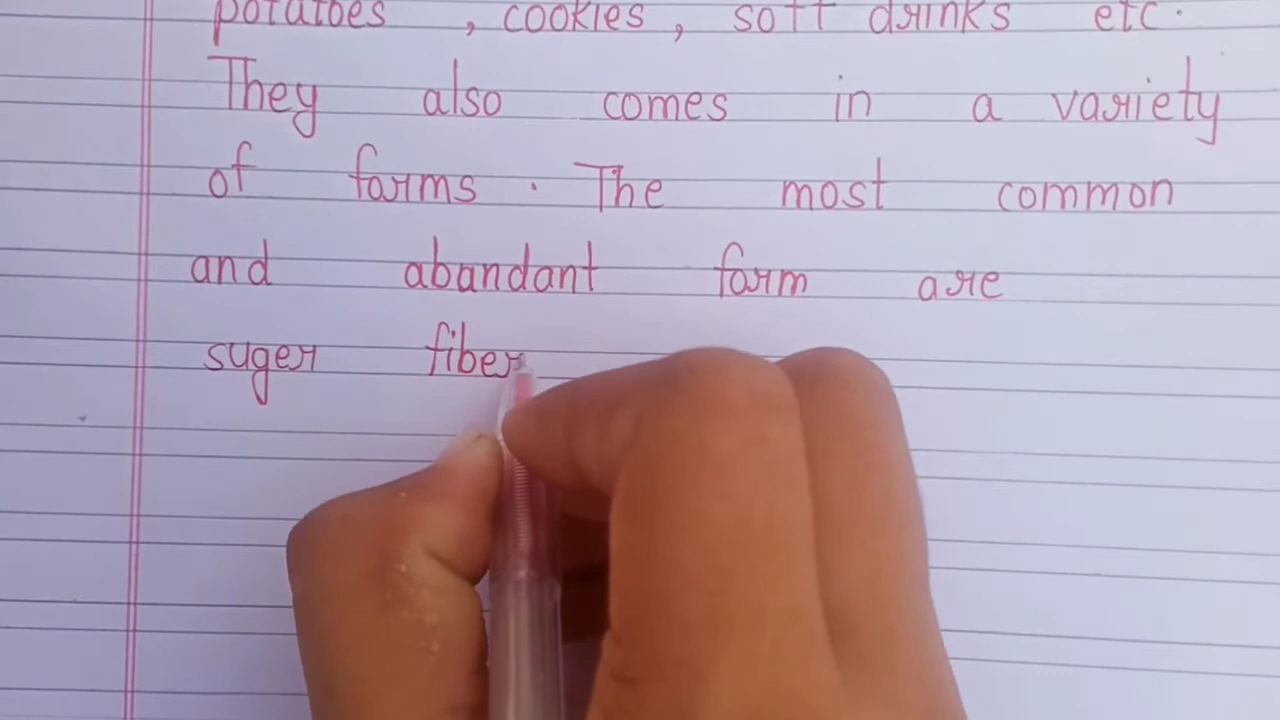 potatoes , cookies, soft drinks etc.
They also comes in a variety
of forms. The most common
and abandant form are
suger fiber